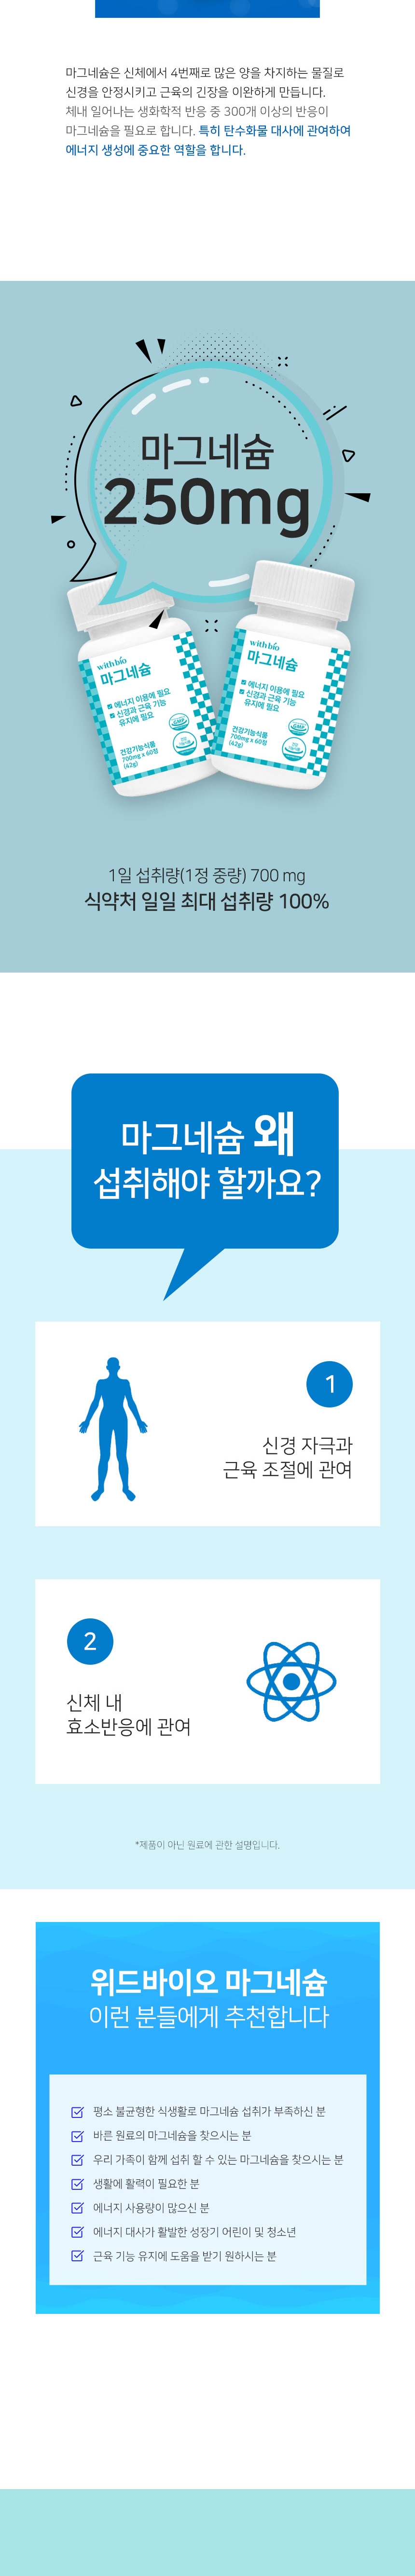 마그네슘은 신체에서 4번째로 많은 양을 차지하는 물질로
신경을 안정시키고 근육의 긴장을 이완하게 만듭니다.
체내 일어나는 생화학적 반응 중 300개 이상의 반응이
마그네슘을 필요로 합니다. 특히 탄수화물 대사에 관여하여
에너지 생성에 중요한 역할을 합니다.
마그네슘
250mg
withbio
마그네슘
에너지 이용에 필요
신경과 근육 기능
유지에 필요
건강기능식품
700mg x 60정
(42g)
GMP
withbio
마그네슘
에너지 이용에 필요
신경과 근육 기능
유지에 필요
건강기능식품
700mg x 60정
(42g)
GMP
1일 섭취량(1정 중량) 700 mg
식약처 일일 최대 섭취량 100%
마그네슘 왜
섭취해야 할까요?
1
신경 자극과
근육 조절에 관여
2
신체 내
효소반응에 관여
*제품이 아닌 원료에 관한 설명입니다.
위드바이오 마그네슘
이런 분들에게 추천합니다
평소 불균형한 식생활로 마그네슘 섭취가 부족하신 분
바른 원료의 마그네슘을 찾으시는 분
우리 가족이 함께 섭취 할 수 있는 마그네슘을 찾으시는 분
생활에 활력이 필요한 분
에너지 사용량이 많으신 분
에너지 대사가 활발한 성장기 어린이 및 청소년
근육 기능 유지에 도움을 받기 원하시는 분